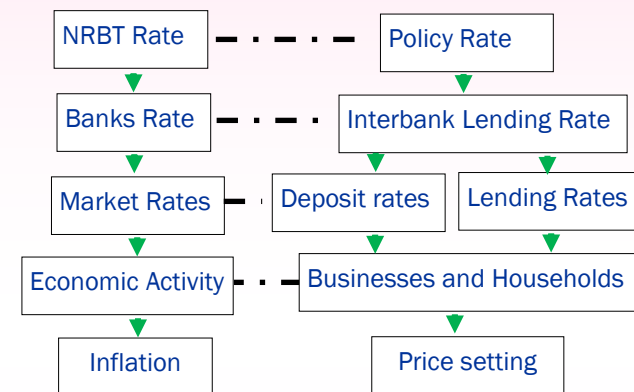 NRBT Rate
Policy Rate
Banks Rate
Interbank Lending Rate
Market Rates
Deposit rates
Lending Rates
Economic Activity
Businesses and Households
Inflation
Price setting